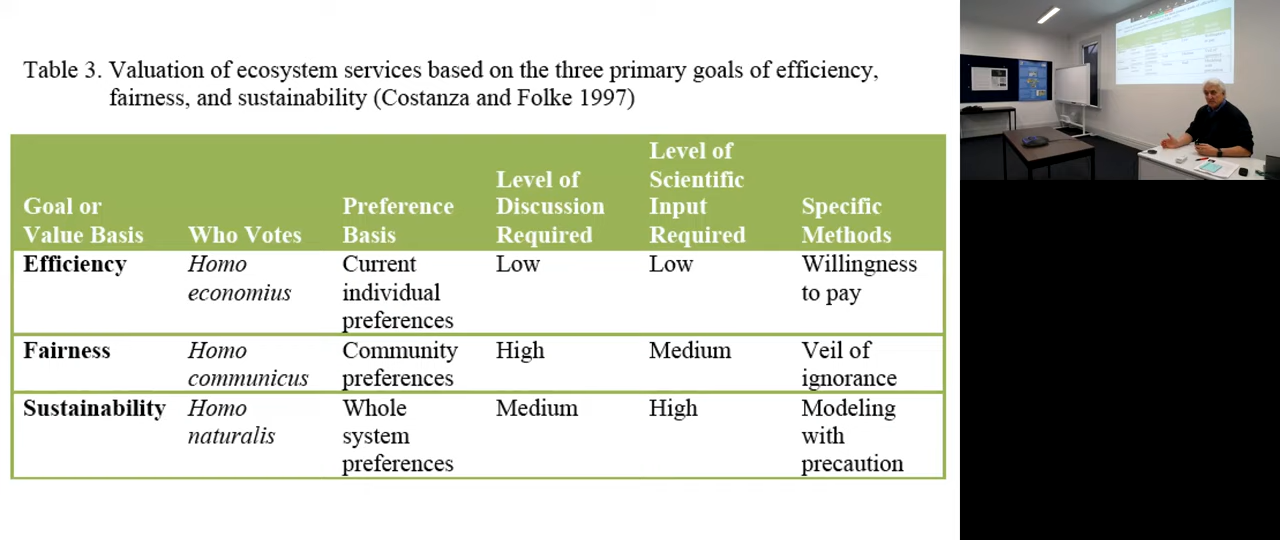 Table 3. Valuation of ecosystem services based on the three primary goals of efficiency,
fairness, and sustainability (Costanza and Folke 1997)
Goal or
Value Basis
Who Votes
Preference
Basis
Level of
Discussion
Required
Level of
Scientific
Input
Required
Specific
Methods
Efficiency
Homo
economius
Current
individual
preferences
Low
Low
Willingness
to pay
Fairness
Homo
communicus
Community
preferences
High
Medium
Veil of
ignorance
Sustainability
Homo
naturalis
Whole
system
preferences
Medium
High
Modeling
with
precaution